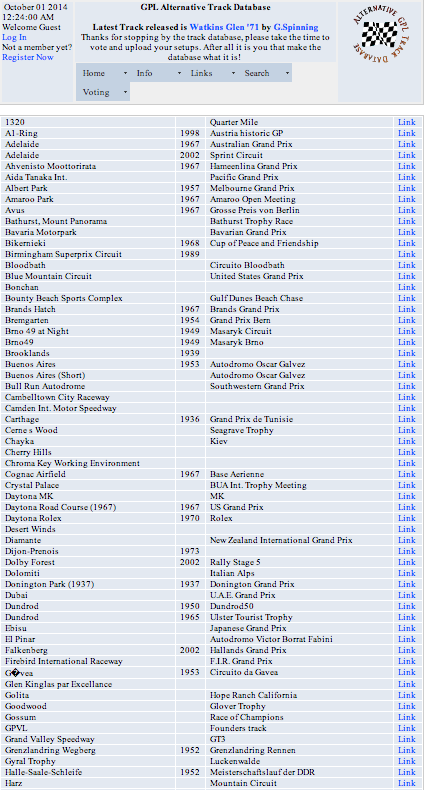 October 01 2014
12:24:00 AM
Welcome Guest
Log In
Not a member yet?
Register Now
GPL Alternative Track Database
Latest Track released is Watkins Glen '71 by G.Spinning
Thanks for stopping by the track database, please take the time to
vote and upload your setups. After all it is you that make the
database what it is!
Home Info Links Search
Voting
ALTERNATIVE GPL TRACK DATABASE
1320 Quarter Mile Link
A1-Ring 1998 Austria historic GP Link
Adelaide 1967 Australian Grand Prix Link
Adelaide 2002 Sprint Circuit Link
Ahvenisto Moottorirata 1967 Hameenlina Grand Prix Link
Aida Tanaka Int. Pacific Grand Prix Link
Albert Park 1957 Melbourne Grand Prix Link
Amaroo Park 1967 Amaroo Open Meeting Link
Avus 1967 Grosse Preis von Berlin Link
Bathurst, Mount Panorama Bathurst Trophy Race Link
Bavaria Motorpark Bavarian Grand Prix Link
Bikernieki 1968 Cup of Peace and Friendship Link
Birmingham Superprix Circuit 1989 Link
Bloodbath Circuito Bloodbath Link
Blue Mountain Circuit United States Grand Prix Link
Bonchan Link
Bounty Beach Sports Complex Gulf Dunes Beach Chase Link
Brands Hatch 1967 Brands Grand Prix Link
Bremgarten 1954 Grand Prix Bern Link
Brno 49 at Night 1949 Masaryk Circuit Link
Brno49 1949 Masaryk Brno Link
Brooklands 1939 Link
Buenos Aires 1953 Autodromo Oscar Galvez Link
Buenos Aires (Short) Autodromo Oscar Galvez Link
Bull Run Autodrome Southwestern Grand Prix Link
Cambelltown City Raceway Link
Camden Int. Motor Speedway Link
Carthage 1936 Grand Prix de Tunisie Link
Cerne s Wood Seagrave Trophy Link
Chayka Kiev Link
Cherry Hills Link
Chroma Key Working Environment Link
Cognac Airfield 1967 Base Aerienne Link
Crystal Palace BUA Int. Trophy Meeting Link
Daytona MK MK Link
Daytona Road Course (1967) 1967 US Grand Prix Link
Daytona Rolex 1970 Rolex Link
Desert Winds Link
Diamante New Zealand International Grand Prix Link
Dijon-Prenois 1973 Link
Dolby Forest 2002 Rally Stage 5 Link
Dolomiti Italian Alps Link
Donington Park (1937) 1937 Donington Grand Prix Link
Dubai U.A.E. Grand Prix Link
Dundrod 1950 Dundrod50 Link
Dundrod 1965 Ulster Tourist Trophy Link
Ebisu Japanese Grand Prix Link
El Pinar Autodromo Victor Borrat Fabini Link
Falkenberg 2002 Hallands Grand Prix Link
Firebird International Raceway F.I.R. Grand Prix Link
G�vea 1953 Circuito da Gavea Link
Glen Kinglas par Excellance Link
Golita Hope Ranch California Link
Goodwood Glover Trophy Link
Gossum Race of Champions Link
GPVL Founders track Link
Grand Valley Speedway GT3 Link
Grenzlandring Wegberg 1952 Grenzlandring Rennen Link
Gyral Trophy Luckenwalde Link
Halle-Saale-Schleife 1952 Meisterschaftslauf der DDR Link
Harz Mountain Circuit Link